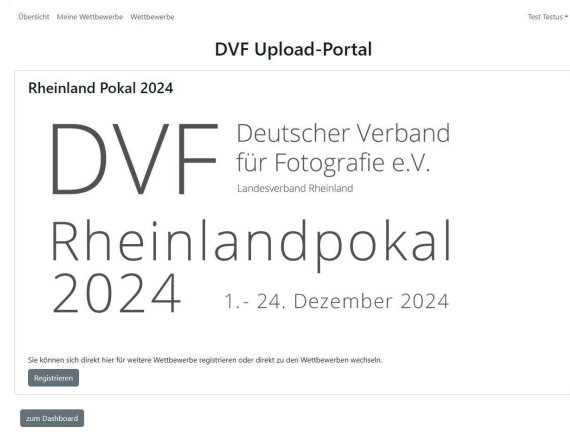 Übersicht Meine Wettbewerbe Wettbewerbe Test Testus
DVF Upload-Portal
Rheinland Pokal 2024
DVF Deutscher Verband
für Fotografie e.V.
Landesverband Rheinland
Rheinlandpokal
2024 1.- 24. Dezember 2024
Sie können sich direkt hier für weitere Wettbewerbe registrieren oder direkt zu den Wettbewerben wechseln.
Registrieren
zum Dashboard